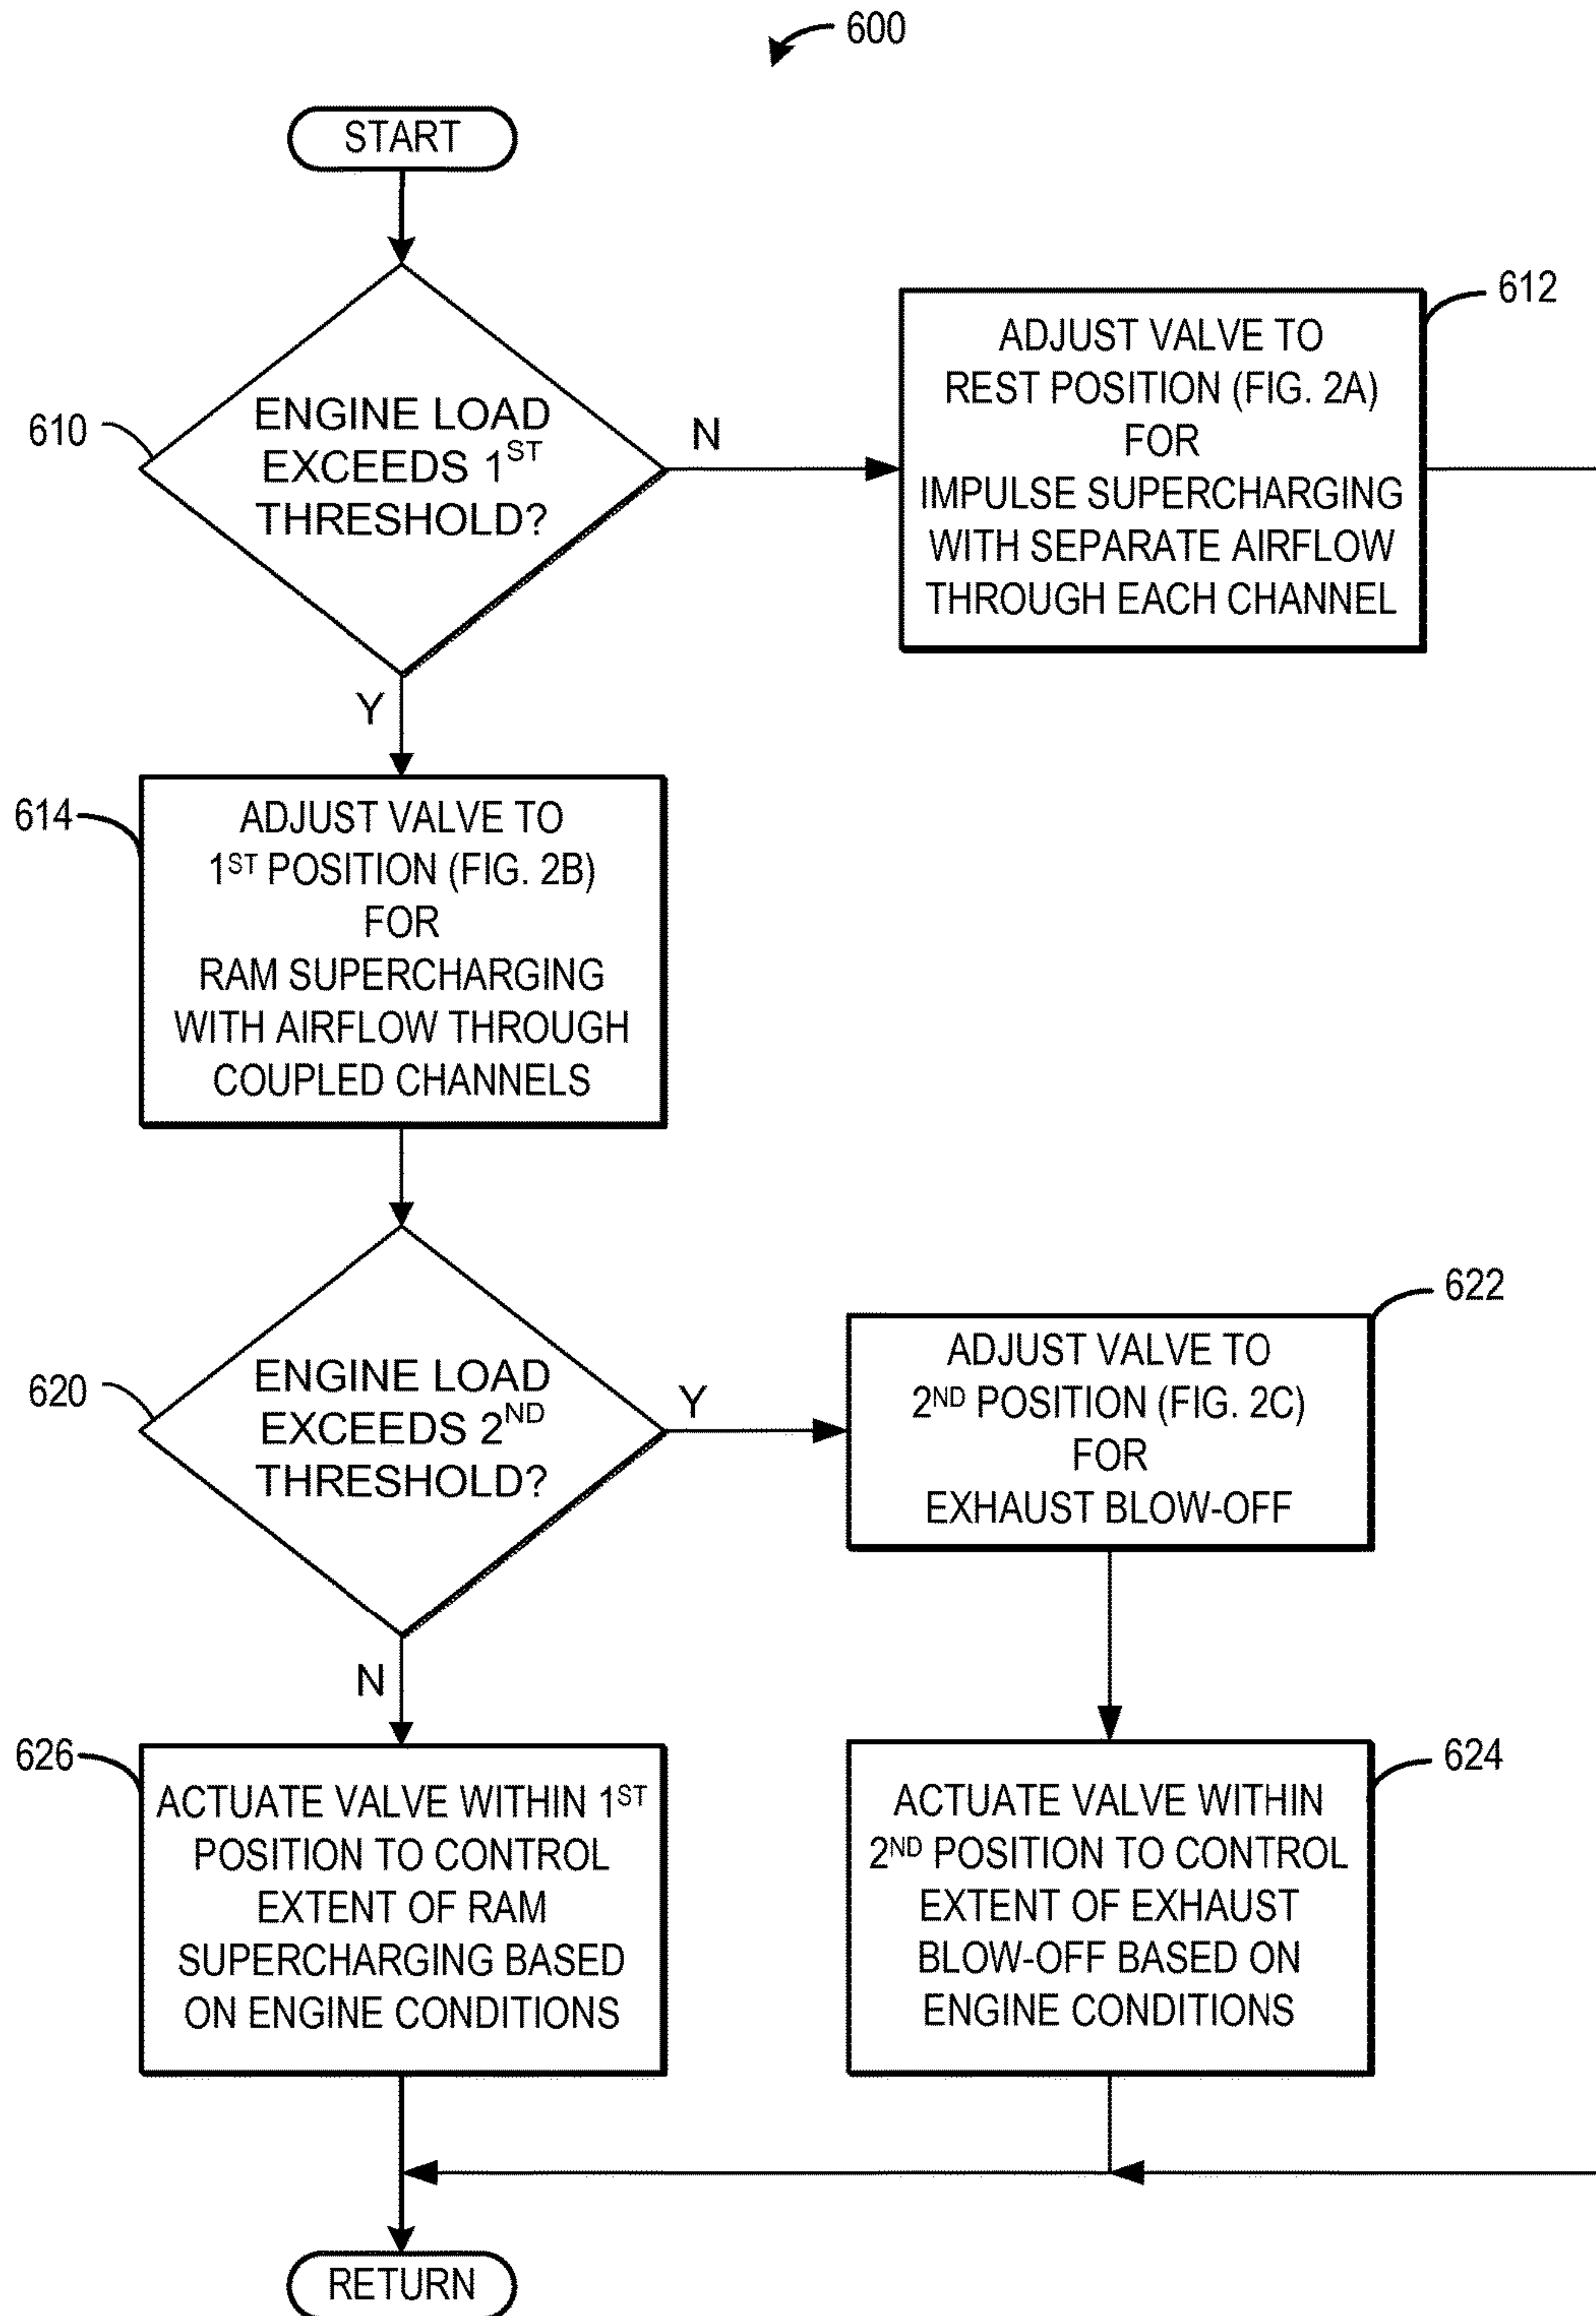 600
START
610
ENGINE LOAD
EXCEEDS 1ST
THRESHOLD?
N
Y
612
ADJUST VALVE TO
REST POSITION (FIG. 2A)
FOR
IMPULSE SUPERCHARGING
WITH SEPARATE AIRFLOW
THROUGH EACH CHANNEL
614
ADJUST VALVE TO
1ST POSITION (FIG. 2B)
FOR
RAM SUPERCHARGING
WITH AIRFLOW THROUGH
COUPLED CHANNELS
620
ENGINE LOAD
EXCEEDS 2ND
THRESHOLD?
Y
N
622
ADJUST VALVE TO
2ND POSITION (FIG. 2C)
FOR
EXHAUST BLOW-OFF
626
ACTUATE VALVE WITHIN 1ST
POSITION TO CONTROL
EXTENT OF RAM
SUPERCHARGING BASED
ON ENGINE CONDITIONS
624
ACTUATE VALVE WITHIN
2ND POSITION TO CONTROL
EXTENT OF EXHAUST
BLOW-OFF BASED ON
ENGINE CONDITIONS
RETURN